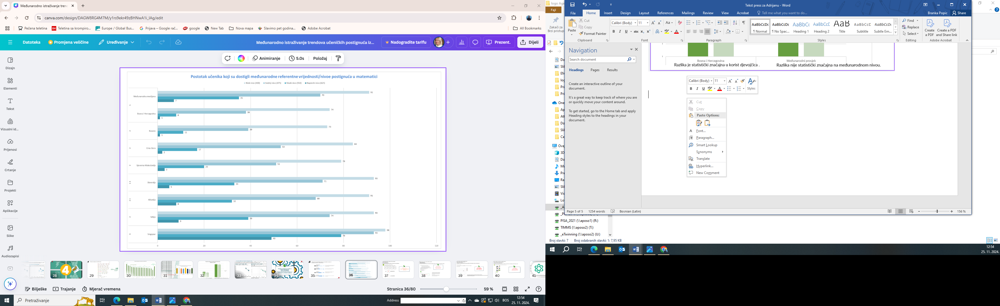 Međunarodno istraživanje tren
canva.com/design/DAGW8RG4M7M/y1rs9ekr49zBHNwA1i_lAg/edit
Pečena teletina
Teletina sa krompiro...
Europe / Global Bus...
Prijava – Google rač...
google
New Tab
Nova mapa
Slavimo pet godina...
Adobe Acrobat
All Bookmarks
Datoteka
Promjena veličine
Uređivanje
Međunarodno istraživanje trendova učeničkih postignuća iz...
Nadogradite tarifu
Prezent.
Dijeli
Animiranje
5.0s
Položaj
Dizajn
Elementi
Tekst
Vizualni id...
Prijenosi
Crtanje
Projekti
Aplikacije
Slike
Audiozapisi
Postotak učenika koji su dostigli međunarodne referentne vrijednosti/nivoe postignuća u matematici
Niski nivo (400) Srednji nivo (475) Visoki nivo (550) Napredni nivo (625)
Međunarodna medijana
91
70
35
7
Bosna i Hercegovina
74
38
8
1
Kosovo
73
39
11
1
Crna Gora
84
53
17
2
Sjeverna Makedonija
79
51
20
3
Slovenija
93
71
33
5
Albanija
91
68
32
8
Srbija
93
74
39
9
Singapur
98
93
79
49
0 20 40 60 80 100 120
28 29 30 31 32 33 34 35 36 37 38 39 40 41
Bilješke
Trajanje
Mjerač vremena
Stranica 36/80
59 %
Pretraživanje
Address
BOS
12:54
25. 11. 2024.
logo Age
Fajl
Zakači za
Brzi pristup
Tekst press za Adrijanu - Word
File Home Insert Design Layout References Mailings Review View Acrobat Tell me what you want to do...
Branka Popic
Share
Paste
Cut
Copy
Format Painter
Clipboard
Calibri (Body) 11
Font
Paragraph
AaBbCcDc AaBbCcDc AaBbCc AaBbCcD AaB AaBbCcD AaBbCcDc
¶ Normal ¶ No Spac... Heading 1 Heading 2 Title Subtitle Subtle Em...
Styles
Find
Replace
Select
Editing
Create
a PDF
Create a PDF
and Share link
Adobe Acrobat
Navigation
Search document
Headings Pages Results
Create an interactive outline of your
document.
It's a great way to keep track of where you are
or quickly move your content around.
To get started, go to the Home tab and apply
Heading styles to the headings in your
document.
Bosna i Hercegovina
Međunarodni prosjek
Razlika je statistički značajna u korist djevojčica .
Razlika nije statistički značajna na međunarodnom nivou.
Calibri (Body) 11
B I U
Styles
Cut
Copy
Paste Options:
Font...
Paragraph...
Smart Lookup
Synonyms
Translate
Hyperlink...
New Comment
Page 5 of 5
1254 words
Bosnian (Latin)
156 %
PISA_2021 (\\aposo1) (R:)
TIMMS (\\aposo2) (T:)
_eTwinning (\\aposo2) (U:)
Broj stavki: 7
Broj odabranih stavki: 1: 7,95 KB
12:54
25. 11. 2024.